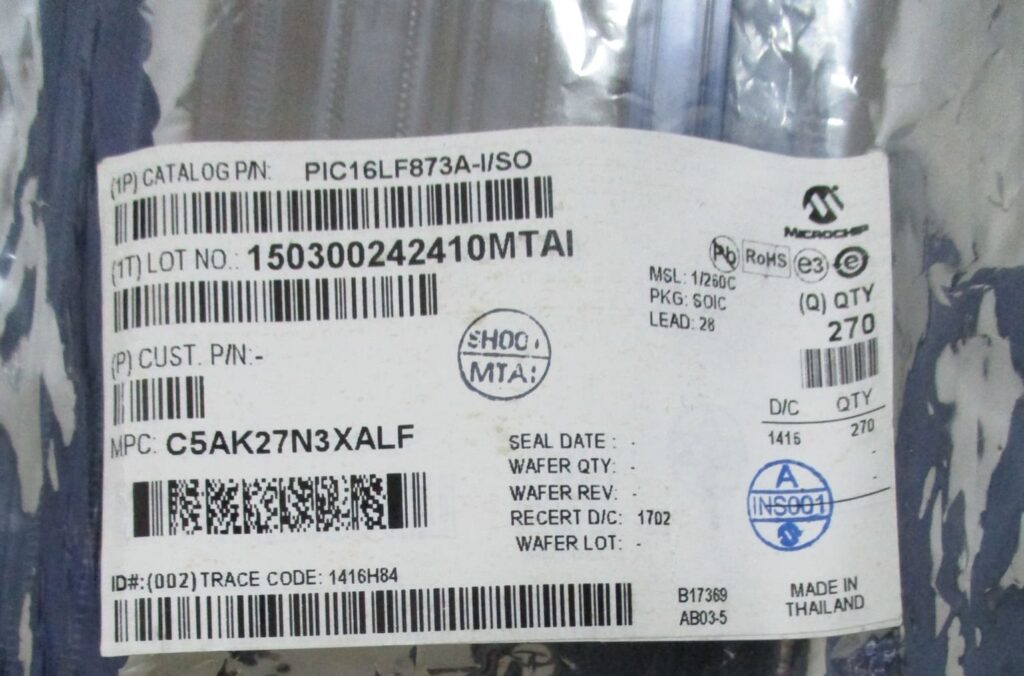 (1P) CATALOG P/N: PIC16LF873A-I/SO
MICROCHIP
(1T) LOT NO.: 150300242410MTAI
Pb RoHS e3 e
MSL: 1/260C
PKG: SOIC
LEAD: 28
(Q) QTY
270
(P) CUST. P/N:-
MTAI
D/C QTY
1416 270
-
-
MPC: C5AK27N3XALF
SEAL DATE : -
WAFER QTY: -
WAFER REV: -
RECERT D/C: 1702
WAFER LOT: -
A
INS001
ID#:(002) TRACE CODE: 1416H84
B17369
AB03-5
MADE IN
THAILAND